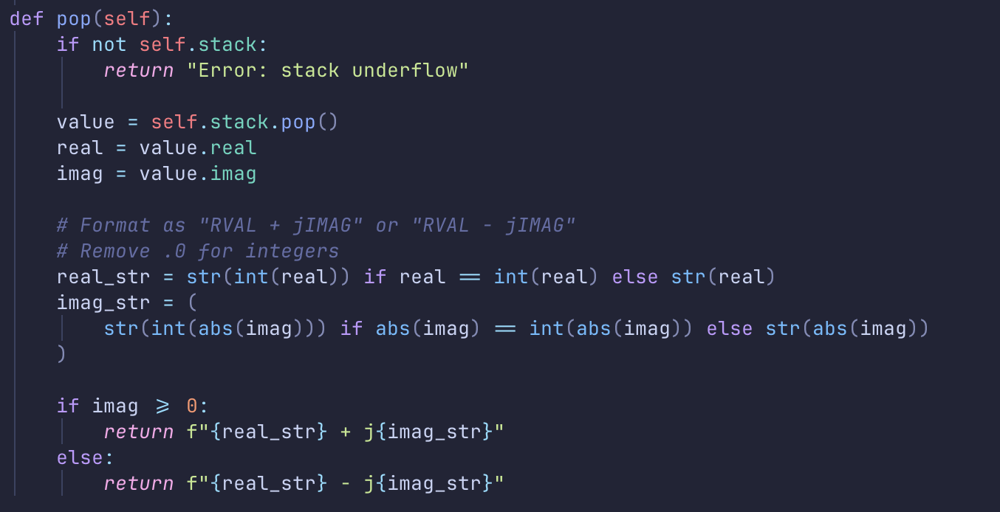 def pop(self):
    if not self.stack:
        return "Error: stack underflow"

    value = self.stack.pop()
    real = value.real
    imag = value.imag

    # Format as "RVAL + jIMAG" or "RVAL - jIMAG"
    # Remove .0 for integers
    real_str = str(int(real)) if real == int(real) else str(real)
    imag_str = (
        str(int(abs(imag))) if abs(imag) == int(abs(imag)) else str(abs(imag))
    )

    if imag >= 0:
        return f"{real_str} + j{imag_str}"
    else:
        return f"{real_str} - j{imag_str}"